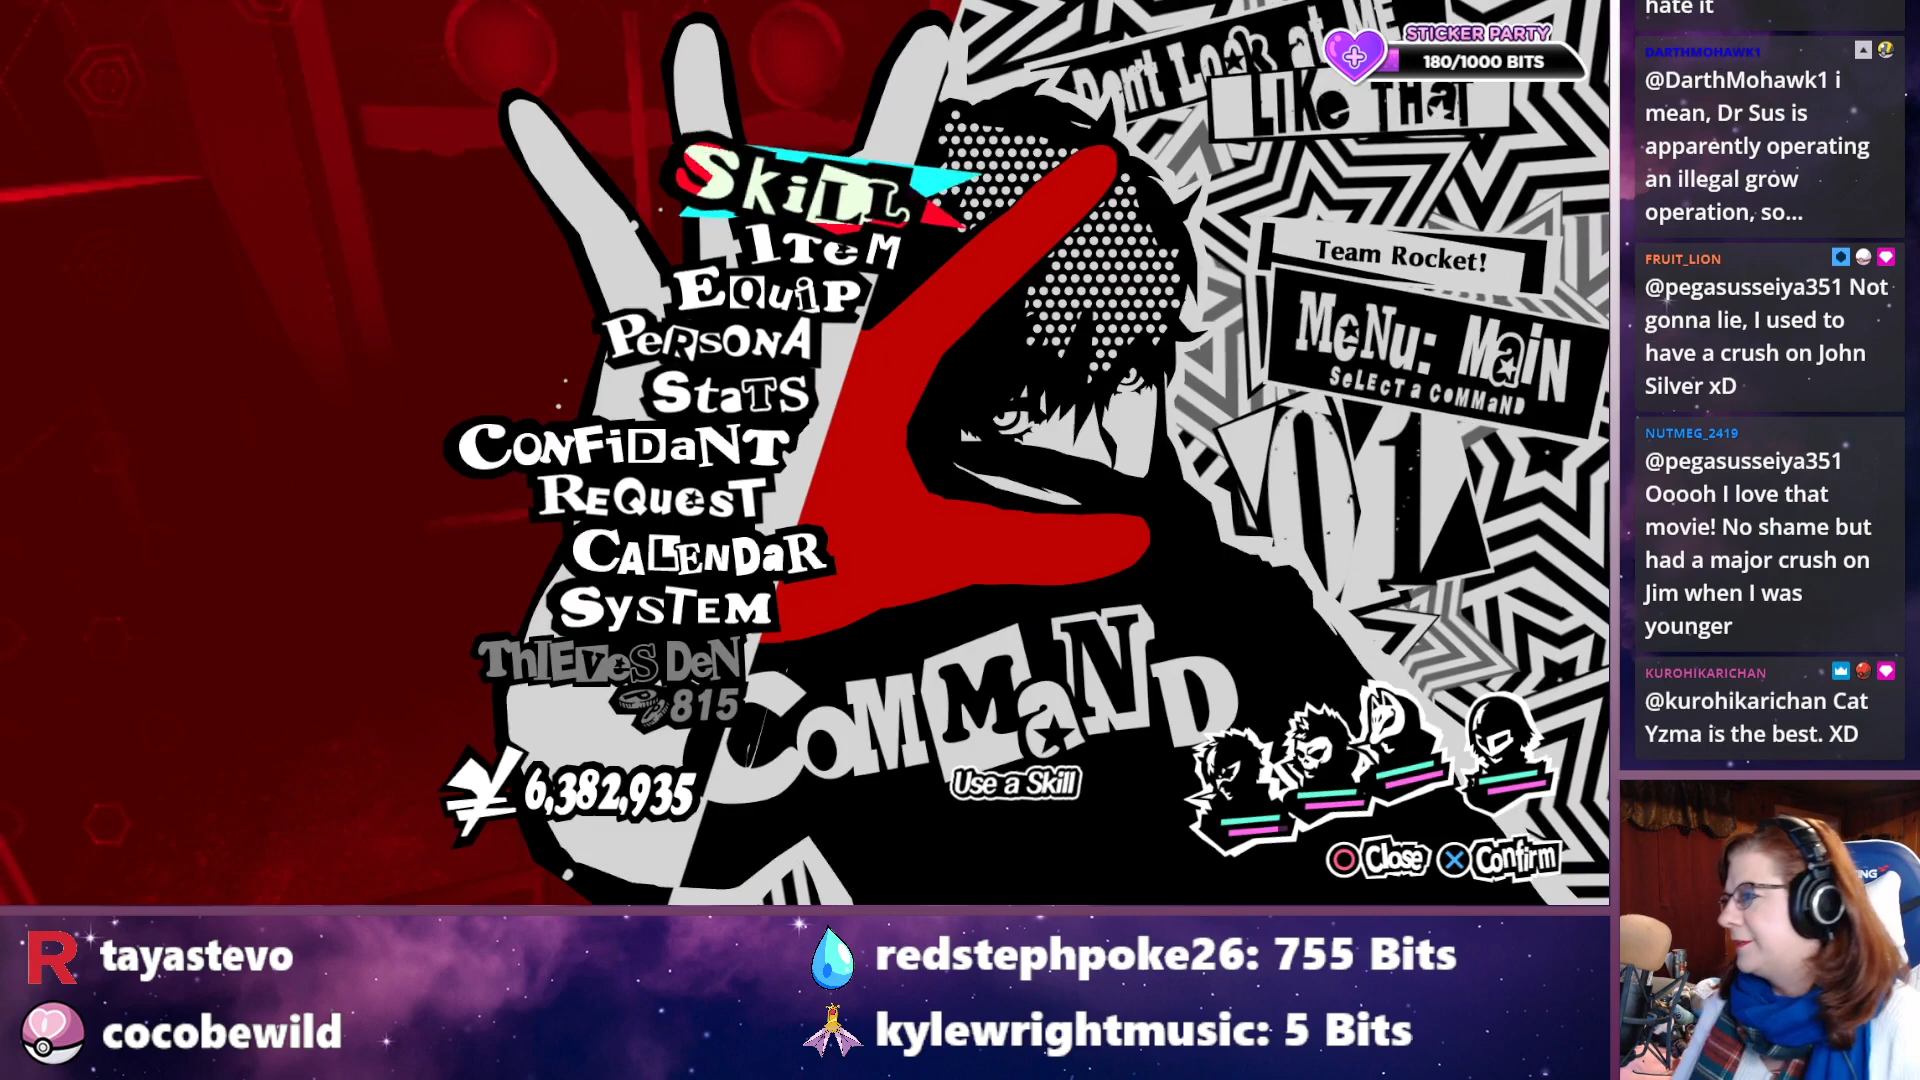 Don't Look at ME
LIKE THAT
STICKER PARTY
180/1000 BITS
Skill
Item
Equip
Persona
Stats
Confidant
Request
Calendar
System
Thieves Den
815
¥6,382,935
Team Rocket!
Menu: Main
Select a Command
01
Command
Use a Skill
Close
Confirm
hate it
DARTHMOHAWK1
@DarthMohawk1 i
mean, Dr Sus is
apparently operating
an illegal grow
operation, so...
FRUIT_LION
@pegasusseiya351 Not
gonna lie, I used to
have a crush on John
Silver xD
NUTMEG_2419
@pegasusseiya351
Ooooh I love that
movie! No shame but
had a major crush on
Jim when I was
younger
KUROHIKARICHAN
@kurohikarichan Cat
Yzma is the best. XD
R tayastevo
cocobewild
redstephpoke26: 755 Bits
kylewrightmusic: 5 Bits